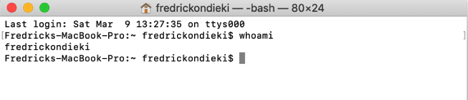 fredrickondieki — -bash — 80×24
Last login: Sat Mar  9 13:27:35 on ttys000
[Fredricks-MacBook-Pro:~ fredrickondieki$ whoami ]
fredrickondieki
Fredricks-MacBook-Pro:~ fredrickondieki$